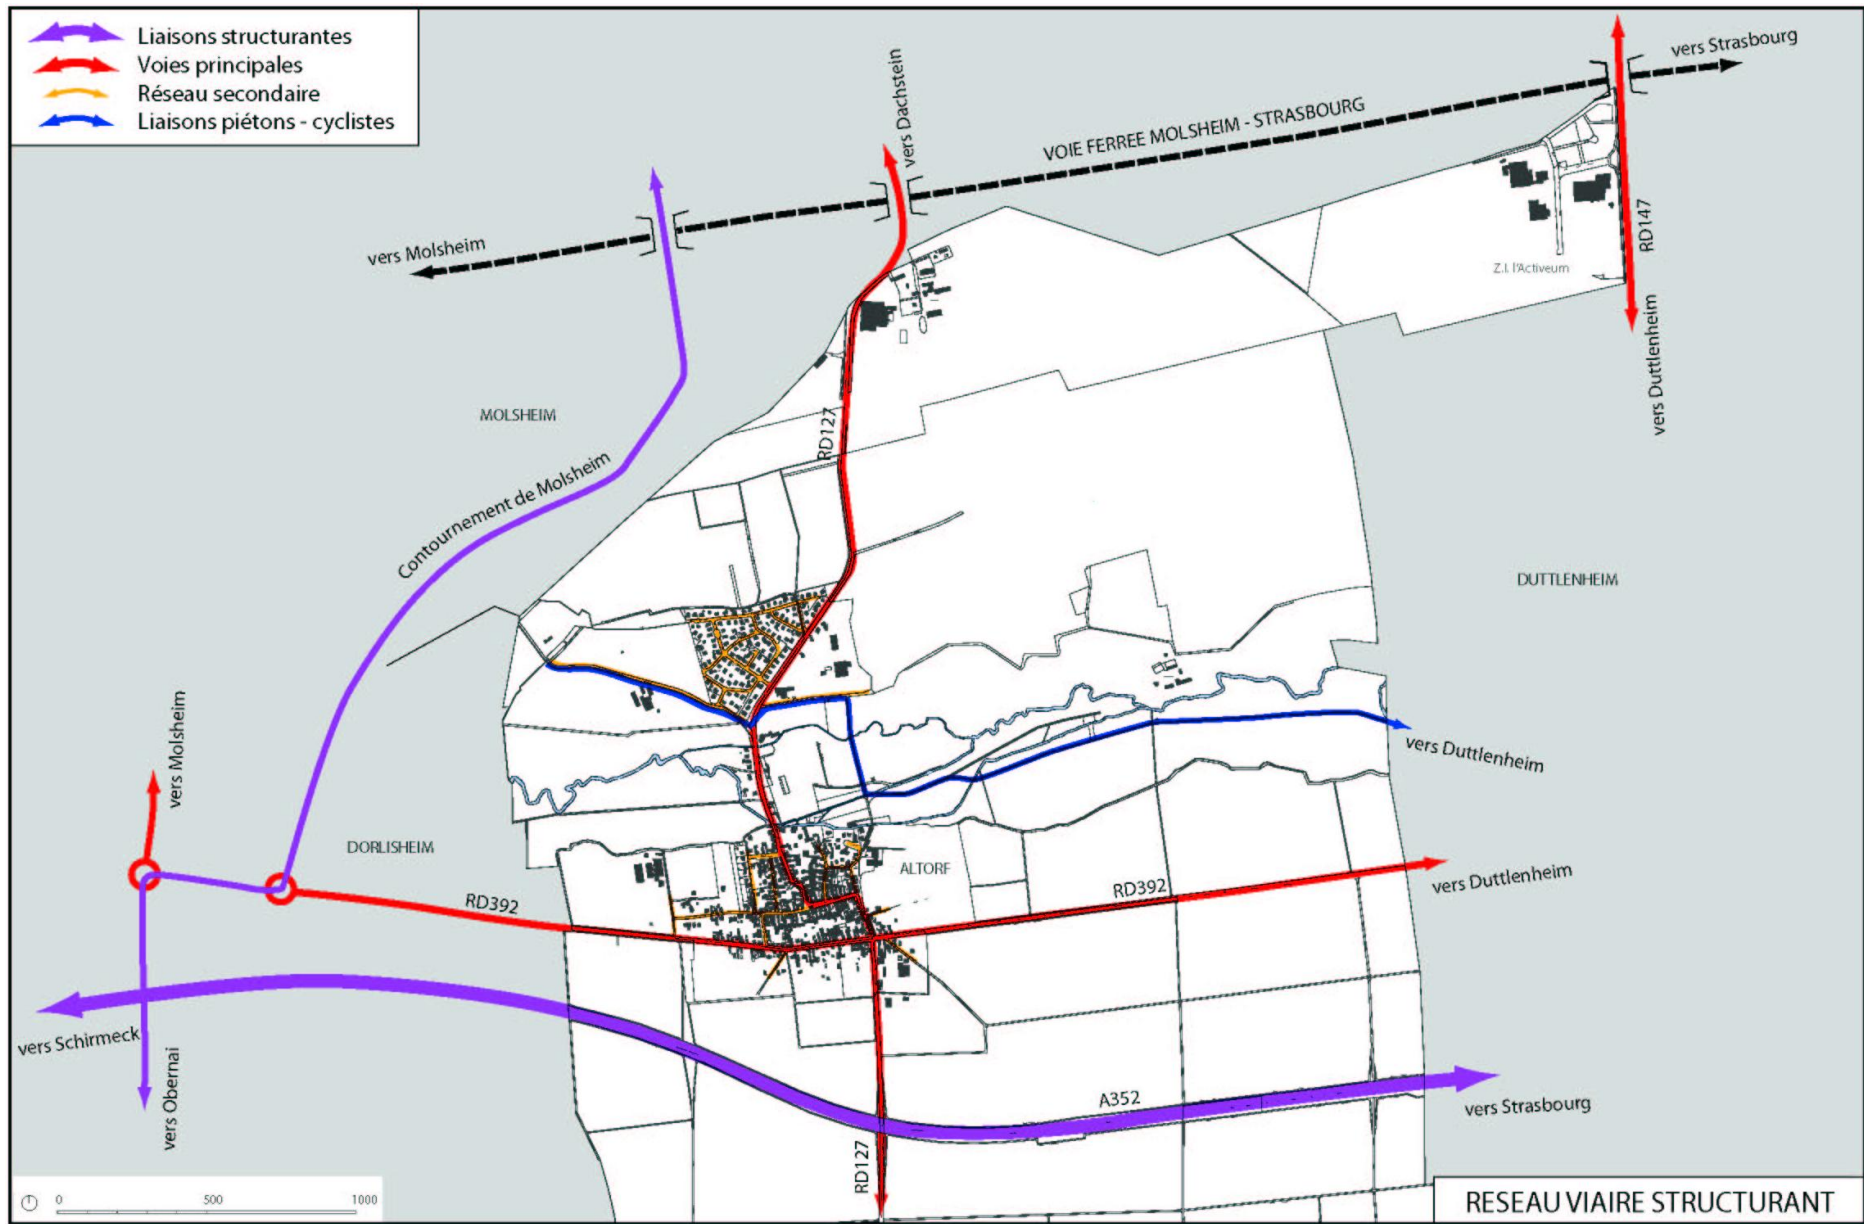 Liaisons structurantes
Voies principales
Réseau secondaire
Liaisons piétons - cyclistes
vers Strasbourg
vers Dachstein
VOIE FERREE MOLSHEIM - STRASBOURG
vers Molsheim
RD147
Z.I. l'Activeum
vers Duttlenheim
MOLSHEIM
RD127
Contournement de Molsheim
DUTTLENHEIM
vers Molsheim
vers Duttlenheim
DORLISHEIM
ALTORF
RD392
RD392
vers Duttlenheim
vers Schirmeck
vers Obernai
A352
vers Strasbourg
RD127
0 500 1000
RESEAU VIAIRE STRUCTURANT